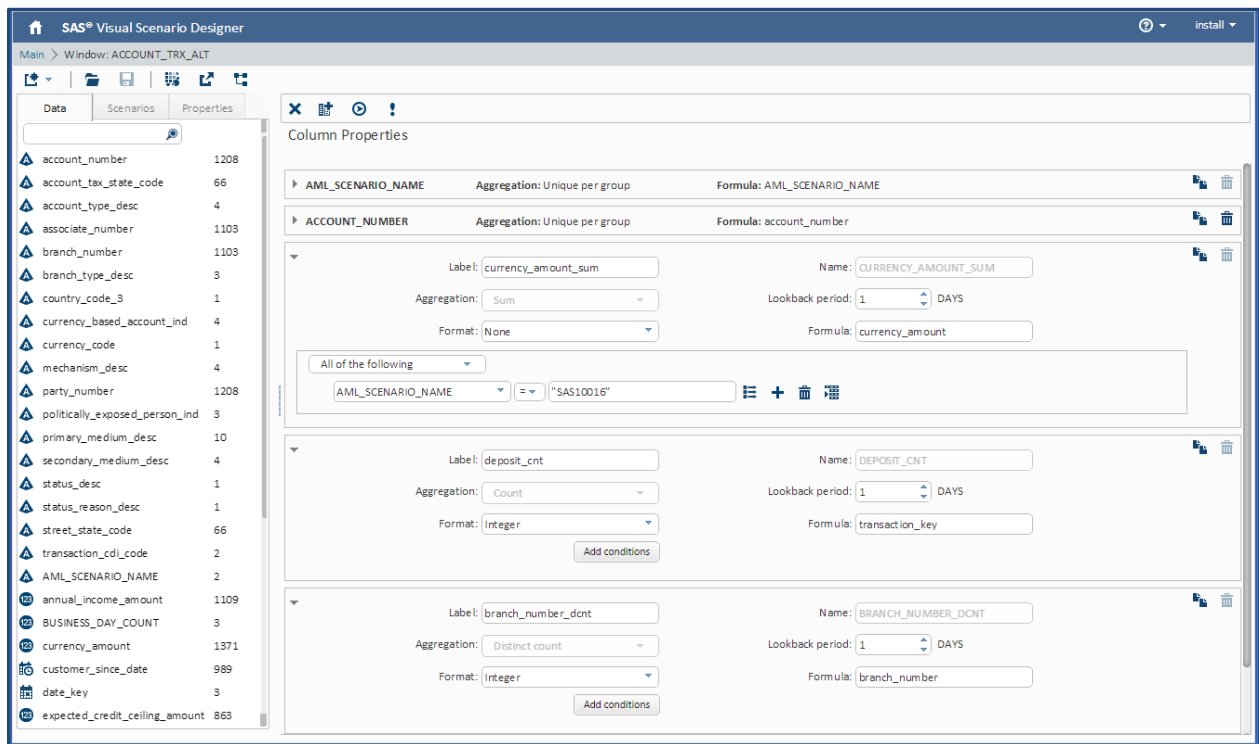 SAS® Visual Scenario Designer
install
Main > Window: ACCOUNT_TRX_ALT
Data Scenarios Properties
account_number 1208
account_tax_state_code 66
account_type_desc 4
associate_number 1103
branch_number 1103
branch_type_desc 3
country_code_3 1
currency_based_account_ind 4
currency_code 1
mechanism_desc 4
party_number 1208
politically_exposed_person_ind 3
primary_medium_desc 10
secondary_medium_desc 4
status_desc 1
status_reason_desc 1
street_state_code 66
transaction_cdi_code 2
AML_SCENARIO_NAME 2
annual_income_amount 1109
BUSINESS_DAY_COUNT 3
currency_amount 1371
customer_since_date 989
date_key 3
expected_credit_ceiling_amount 863
Column Properties
AML_SCENARIO_NAME Aggregation: Unique per group Formula: AML_SCENARIO_NAME
ACCOUNT_NUMBER Aggregation: Unique per group Formula: account_number
Label: currency_amount_sum Name: CURRENCY_AMOUNT_SUM
Aggregation: Sum Lookback period: 1 DAYS
Format: None Formula: currency_amount
All of the following
AML_SCENARIO_NAME = "SAS10016"
Label: deposit_cnt Name: DEPOSIT_CNT
Aggregation: Count Lookback period: 1 DAYS
Format: Integer Formula: transaction_key
Add conditions
Label: branch_number_dcnt Name: BRANCH_NUMBER_DCNT
Aggregation: Distinct count Lookback period: 1 DAYS
Format: Integer Formula: branch_number
Add conditions